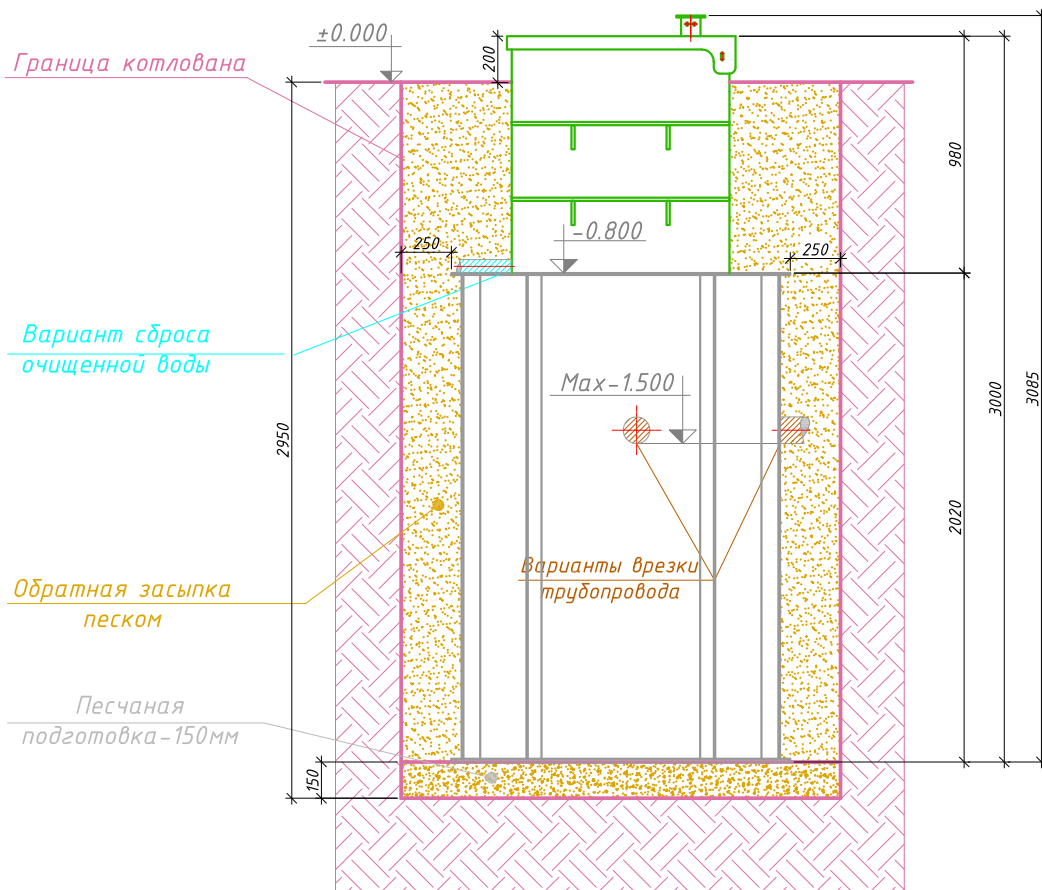 ±0.000
Граница котлована
200
980
-0.800
250
250
Вариант сброса
очищенной воды
Max-1.500
3085
3000
2950
2020
Варианты врезки
трубопровода
Обратная засыпка
песком
Песчаная
подготовка-150мм
150